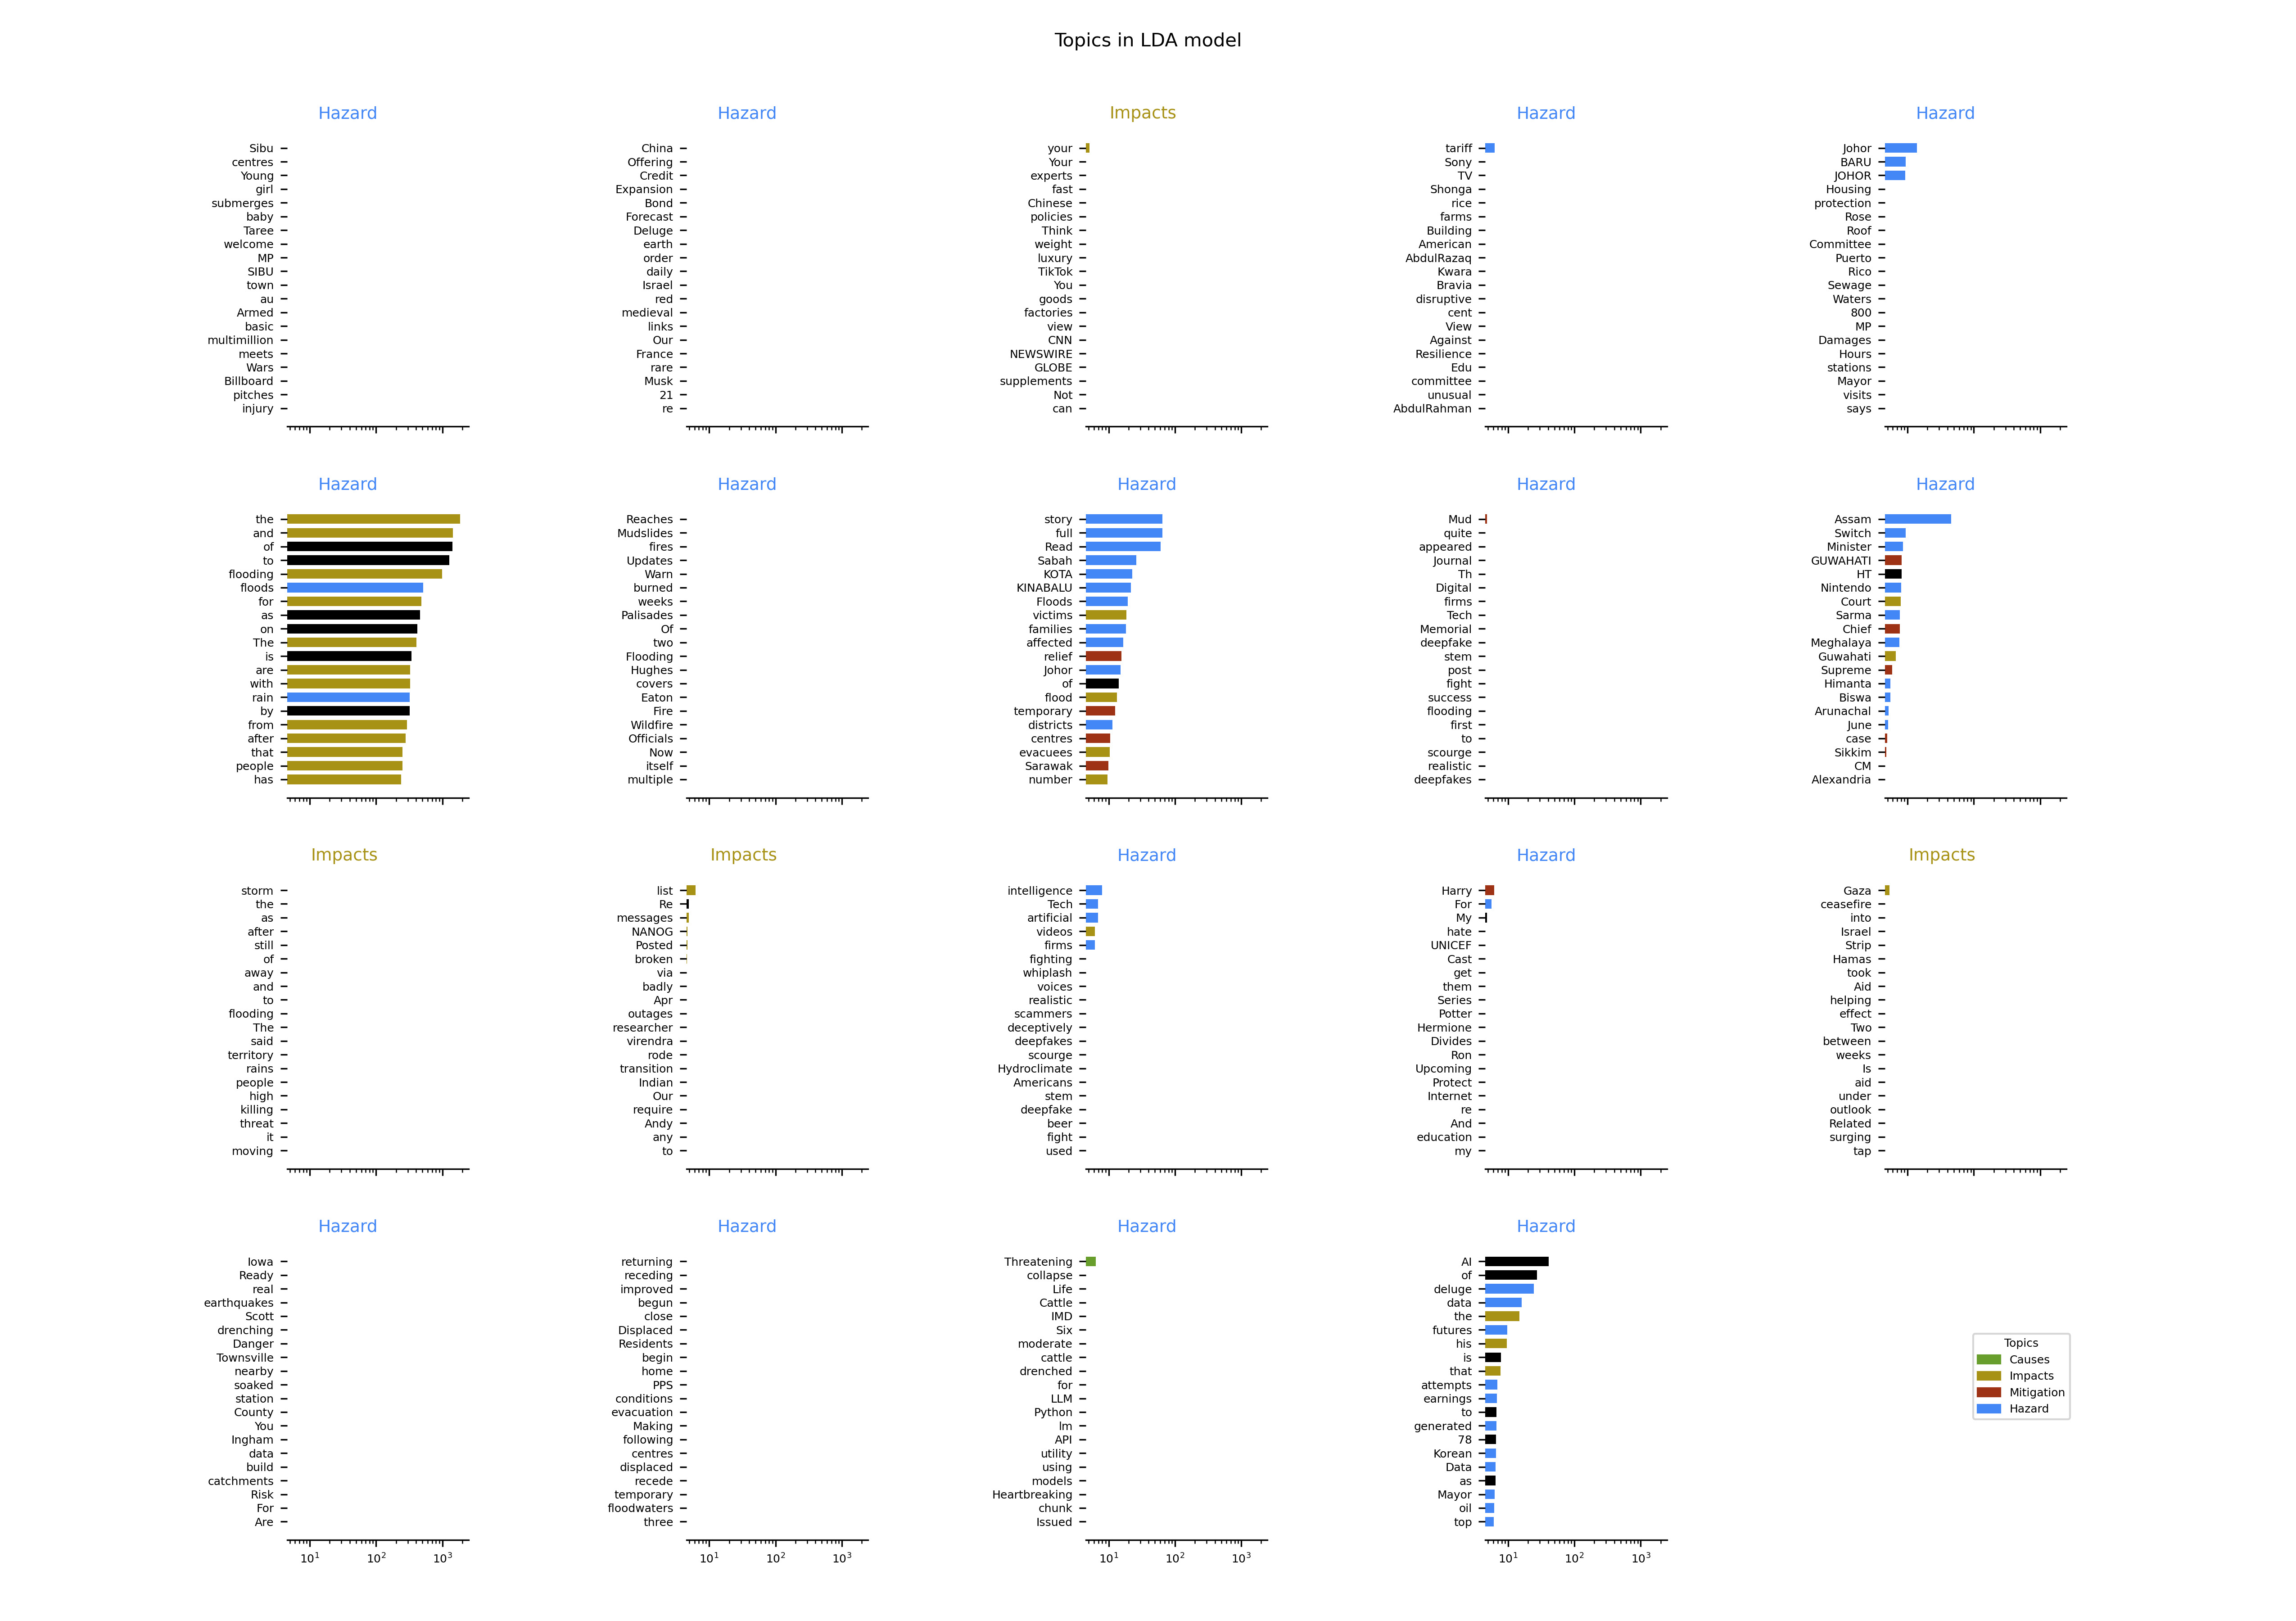 Topics in LDA model
Hazard
Sibu
centres
Young
girl
submerges
baby
Taree
welcome
MP
SIBU
town
au
Armed
basic
multimillion
meets
Wars
Billboard
pitches
injury
Hazard
China
Offering
Credit
Expansion
Bond
Forecast
Deluge
earth
order
daily
Israel
red
medieval
links
Our
France
rare
Musk
21
re
Impacts
your
Your
experts
fast
Chinese
policies
Think
weight
luxury
TikTok
You
goods
factories
view
CNN
NEWSWIRE
GLOBE
supplements
Not
can
Hazard
tariff
Sony
TV
Shonga
rice
farms
Building
American
AbdulRazaq
Kwara
Bravia
disruptive
cent
View
Against
Resilience
Edu
committee
unusual
AbdulRahman
Hazard
Johor
BARU
JOHOR
Housing
protection
Rose
Roof
Committee
Puerto
Rico
Sewage
Waters
800
MP
Damages
Hours
stations
Mayor
visits
says
Hazard
the
and
of
to
flooding
floods
for
as
on
The
is
are
with
rain
by
from
after
that
people
has
Hazard
Reaches
Mudslides
fires
Updates
Warn
burned
weeks
Palisades
Of
two
Flooding
Hughes
covers
Eaton
Fire
Wildfire
Officials
Now
itself
multiple
Hazard
story
full
Read
Sabah
KOTA
KINABALU
Floods
victims
families
affected
relief
Johor
of
flood
temporary
districts
centres
evacuees
Sarawak
number
Hazard
Mud
quite
appeared
Journal
Th
Digital
firms
Tech
Memorial
deepfake
stem
post
fight
success
flooding
first
to
scourge
realistic
deepfakes
Hazard
Assam
Switch
Minister
GUWAHATI
HT
Nintendo
Court
Sarma
Chief
Meghalaya
Guwahati
Supreme
Himanta
Biswa
Arunachal
June
case
Sikkim
CM
Alexandria
Impacts
storm
the
as
after
still
of
away
and
to
flooding
The
said
territory
rains
people
high
killing
threat
it
moving
Impacts
list
Re
messages
NANOG
Posted
broken
via
badly
Apr
outages
researcher
virendra
rode
transition
Indian
Our
require
Andy
any
to
Hazard
intelligence
Tech
artificial
videos
firms
fighting
whiplash
voices
realistic
scammers
deceptively
deepfakes
scourge
Hydroclimate
Americans
stem
deepfake
beer
fight
used
Hazard
Harry
For
My
hate
UNICEF
Cast
get
them
Series
Potter
Hermione
Divides
Ron
Upcoming
Protect
Internet
re
And
education
my
Impacts
Gaza
ceasefire
into
Israel
Strip
Hamas
took
Aid
helping
effect
Two
between
weeks
Is
aid
under
outlook
Related
surging
tap
Hazard
Iowa
Ready
real
earthquakes
Scott
drenching
Danger
Townsville
nearby
soaked
station
County
You
Ingham
data
build
catchments
Risk
For
Are
10¹ 10² 10³
Hazard
returning
receding
improved
begun
close
Displaced
Residents
begin
home
PPS
conditions
evacuation
Making
following
centres
displaced
recede
temporary
floodwaters
three
10¹ 10² 10³
Hazard
Threatening
collapse
Life
Cattle
IMD
Six
moderate
cattle
drenched
for
LLM
Python
lm
API
utility
using
models
Heartbreaking
chunk
Issued
10¹ 10² 10³
Hazard
AI
of
deluge
data
the
futures
his
is
that
attempts
earnings
to
generated
78
Korean
Data
as
Mayor
oil
top
10¹ 10² 10³
Topics
Causes
Impacts
Mitigation
Hazard